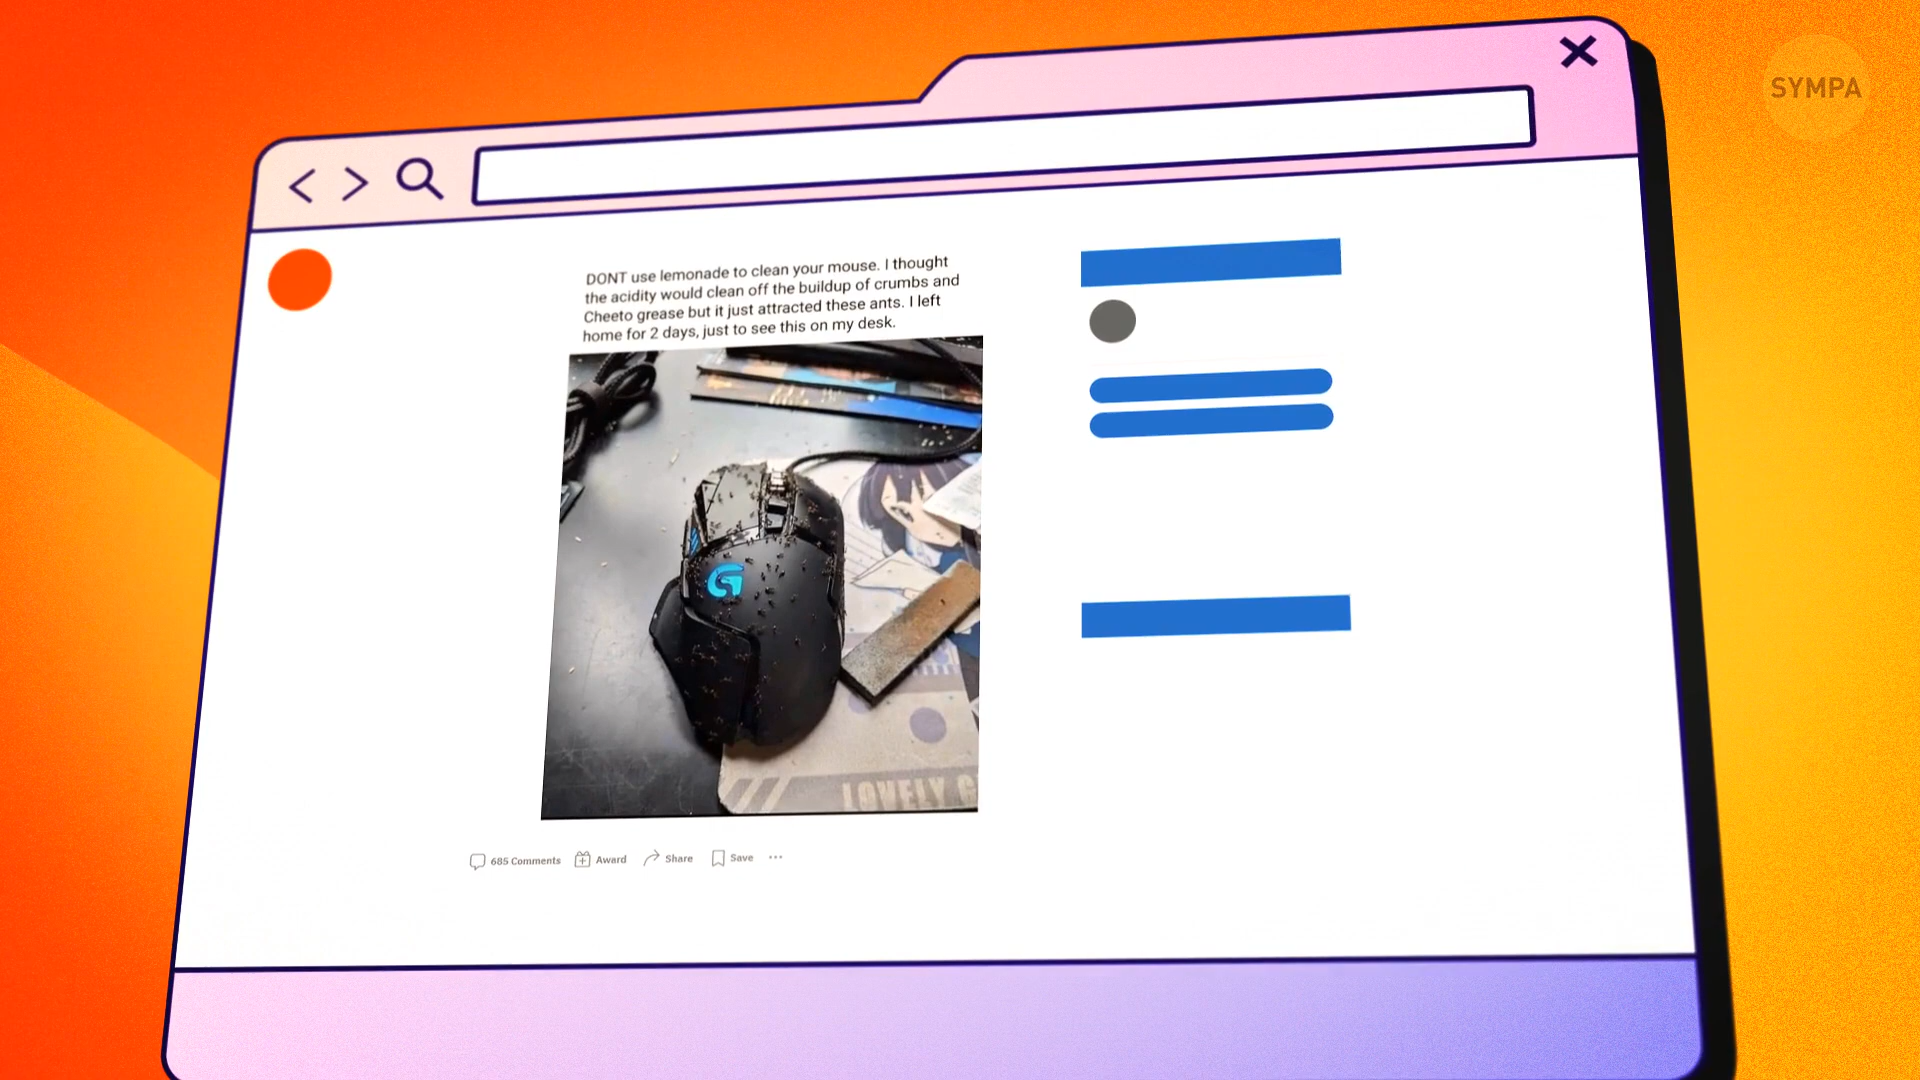 SYMPA
DONT use lemonade to clean your mouse. I thought
the acidity would clean off the buildup of crumbs and
Cheeto grease but it just attracted these ants. I left
home for 2 days, just to see this on my desk.
G
LOVELY G
685 Comments Award Share Save